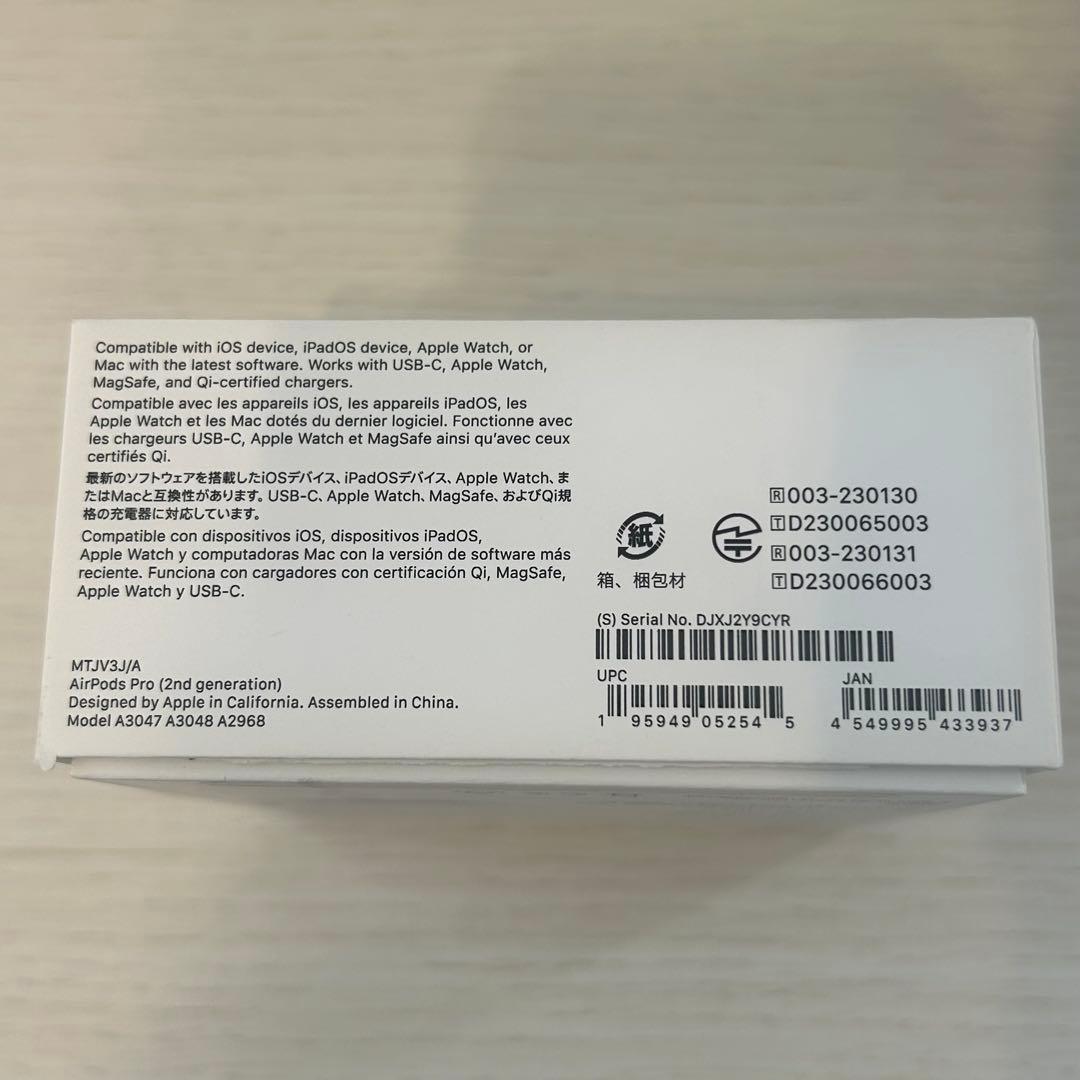 Compatible with iOS device, iPadOS device, Apple Watch, or
Mac with the latest software. Works with USB-C, Apple Watch,
MagSafe, and Qi-certified chargers.
Compatible avec les appareils iOS, les appareils iPadOS, les
Apple Watch et les Mac dotés du dernier logiciel. Fonctionne avec
les chargeurs USB-C, Apple Watch et MagSafe ainsi qu'avec ceux
certifiés Qi.
最新のソフトウェアを搭載したiOSデバイス、iPadOSデバイス、Apple Watch、ま
たはMacと互換性があります。USB-C、Apple Watch、MagSafe、およびQi規
格の充電器に対応しています。
Compatible con dispositivos iOS, dispositivos iPadOS,
Apple Watch y computadoras Mac con la versión de software más
reciente. Funciona con cargadores con certificación Qi, MagSafe,
Apple Watch y USB-C.
MTJV3J/A
AirPods Pro (2nd generation)
Designed by Apple in California. Assembled in China.
Model A3047 A3048 A2968
紙
箱、梱包材
R 003-230130
T D230065003
R 003-230131
T D230066003
(S) Serial No. DJXJ2Y9CYR
UPC
1 95949 05254 5
JAN
4 549995 433937